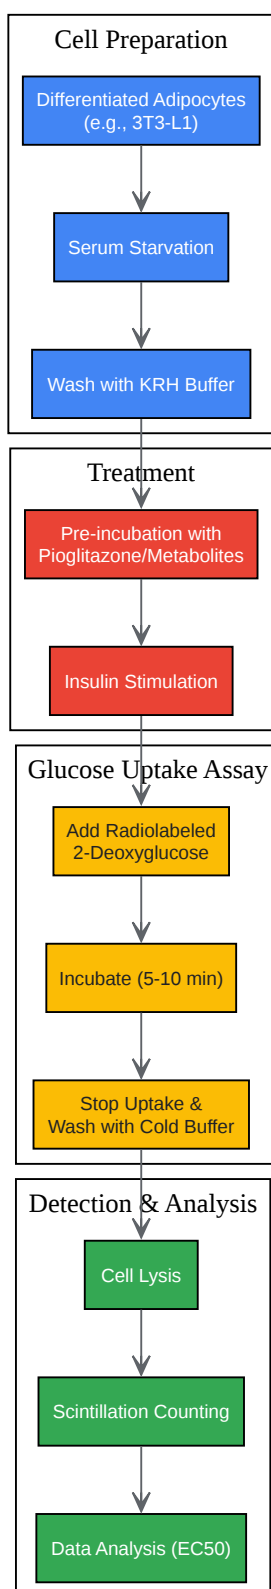 Cell Preparation
Differentiated Adipocytes
(e.g., 3T3-L1)
Serum Starvation
Wash with KRH Buffer
Treatment
Pre-incubation with
Pioglitazone/Metabolites
Insulin Stimulation
Glucose Uptake Assay
Add Radiolabeled
2-Deoxyglucose
Incubate (5-10 min)
Stop Uptake &
Wash with Cold Buffer
Detection & Analysis
Cell Lysis
Scintillation Counting
Data Analysis (EC50)